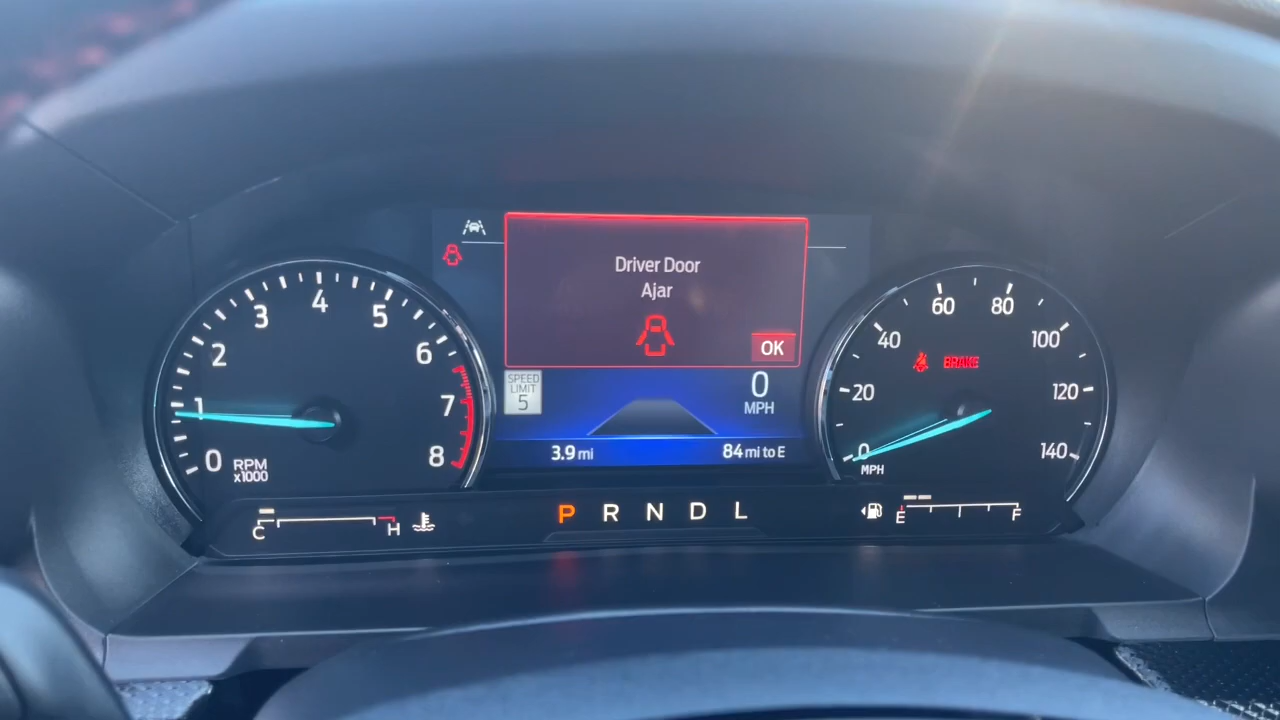 Driver Door
Ajar
OK
SPEED
LIMIT
5
0
MPH
3.9 mi
84 mi to E
0
1
2
3
4
5
6
7
8
RPM
x1000
0
20
40
60
80
100
120
140
MPH
BRAKE
C
H
P R N D L
E
F